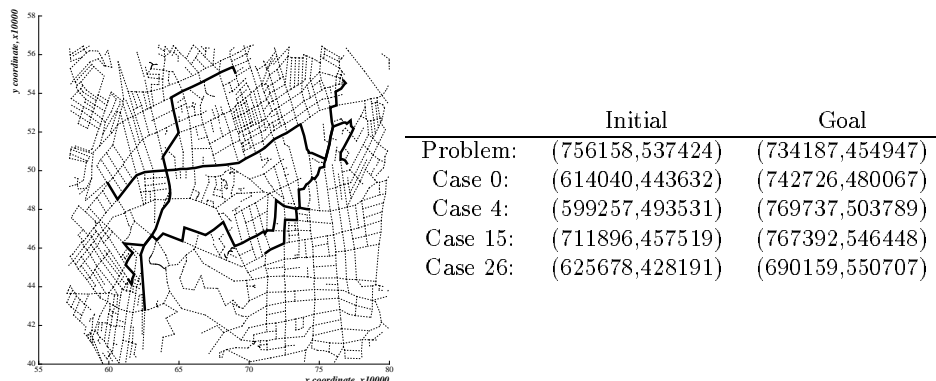 y coordinate, x10000
58
56
54
52
50
48
46
44
42
40
55
60
65
70
75
80
x coordinate, x10000
Initial Goal
Problem: (756158,537424) (734187,454947)
Case 0: (614040,443632) (742726,480067)
Case 4: (599257,493531) (769737,503789)
Case 15: (711896,457519) (767392,546448)
Case 26: (625678,428191) (690159,550707)